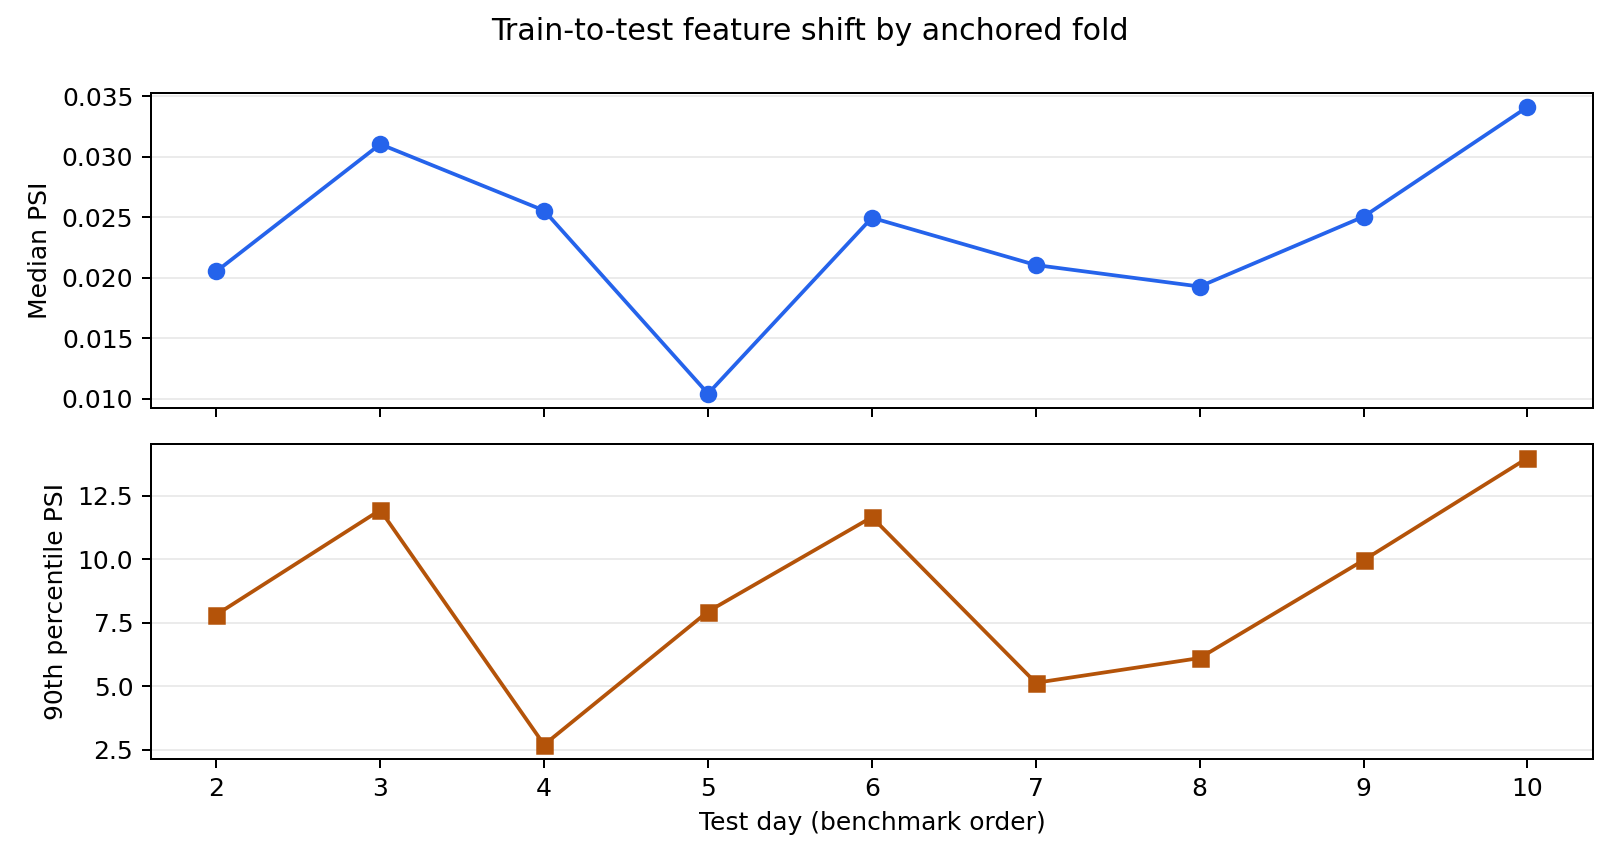 Train-to-test feature shift by anchored fold
Median PSI
0.035
0.030
0.025
0.020
0.015
0.010
90th percentile PSI
12.5
10.0
7.5
5.0
2.5
2 3 4 5 6 7 8 9 10
Test day (benchmark order)